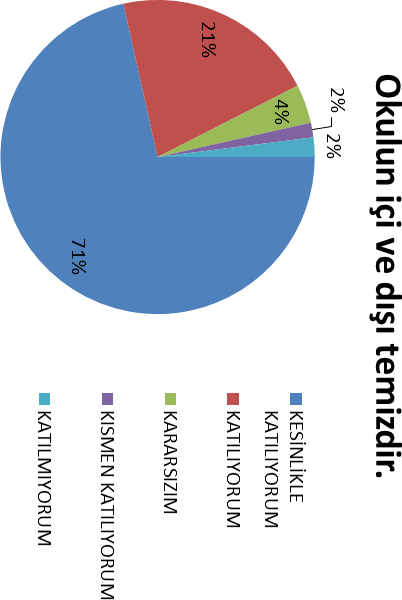 Okulun içi ve dışı temizdir.
2%
2%
4%
21%
71%
KESİNLİKLE
KATILIYORUM
KATILIYORUM
KARARSIZIM
KISMEN KATILIYORUM
KATILMIYORUM